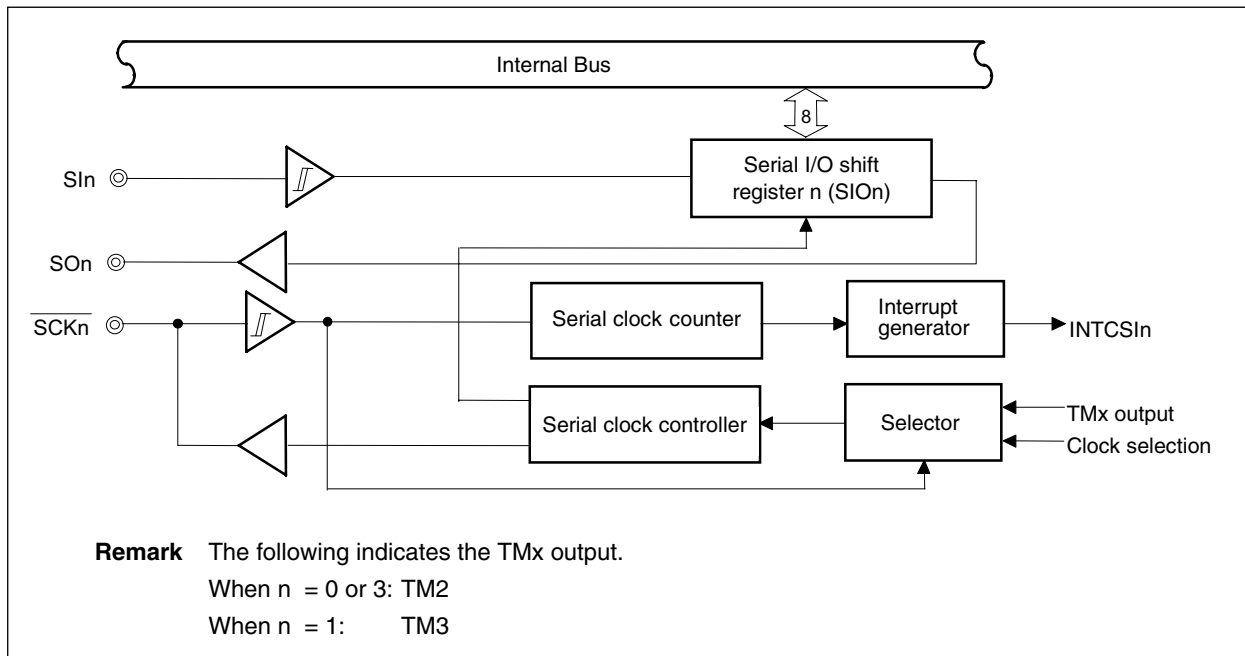 Internal Bus
8
SIn
Serial I/O shift
register n (SIOn)
SOn
SCKn
Serial clock counter
Interrupt
generator
INTCSIn
Serial clock controller
Selector
TMx output
Clock selection
Remark The following indicates the TMx output.
When n = 0 or 3: TM2
When n = 1: TM3